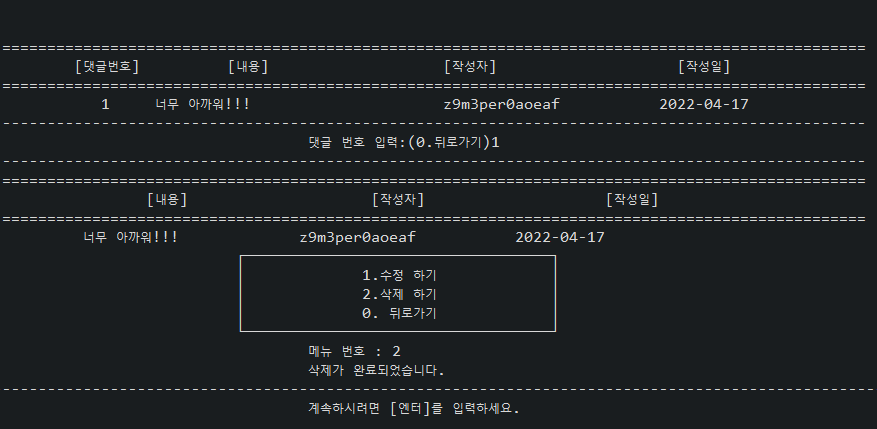 [댓글번호] [내용] [작성자] [작성일]
1 너무 아까워!!! z9m3per0aoeaf 2022-04-17
댓글 번호 입력:(0.뒤로가기)1
[내용] [작성자] [작성일]
너무 아까워!!! z9m3per0aoeaf 2022-04-17
1.수정 하기
2.삭제 하기
0. 뒤로가기
메뉴 번호 : 2
삭제가 완료되었습니다.
계속하시려면 [엔터]를 입력하세요.